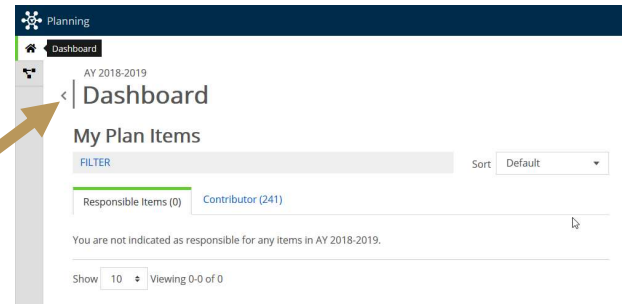 Planning
Dashboard
AY 2018-2019
Dashboard
My Plan Items
FILTER
Sort Default
Responsible Items (0) Contributor (241)
You are not indicated as responsible for any items in AY 2018-2019.
Show 10 Viewing 0-0 of 0